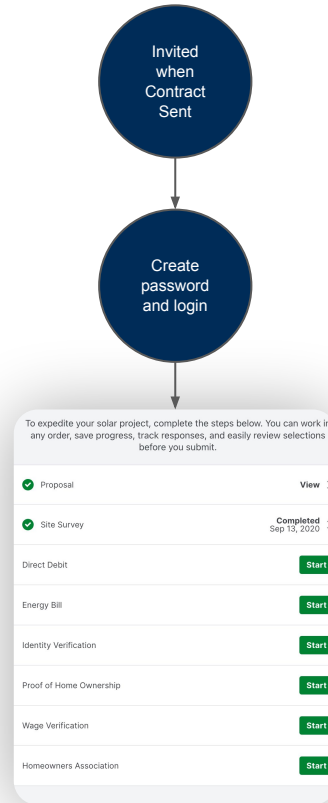 Invited
when
Contract
Sent
Create
password
and login
To expedite your solar project, complete the steps below. You can work in
any order, save progress, track responses, and easily review selections
before you submit.
Proposal View
Site Survey Completed
Sep 13, 2020
Direct Debit Start
Energy Bill Start
Identity Verification Start
Proof of Home Ownership Start
Wage Verification Start
Homeowners Association Start